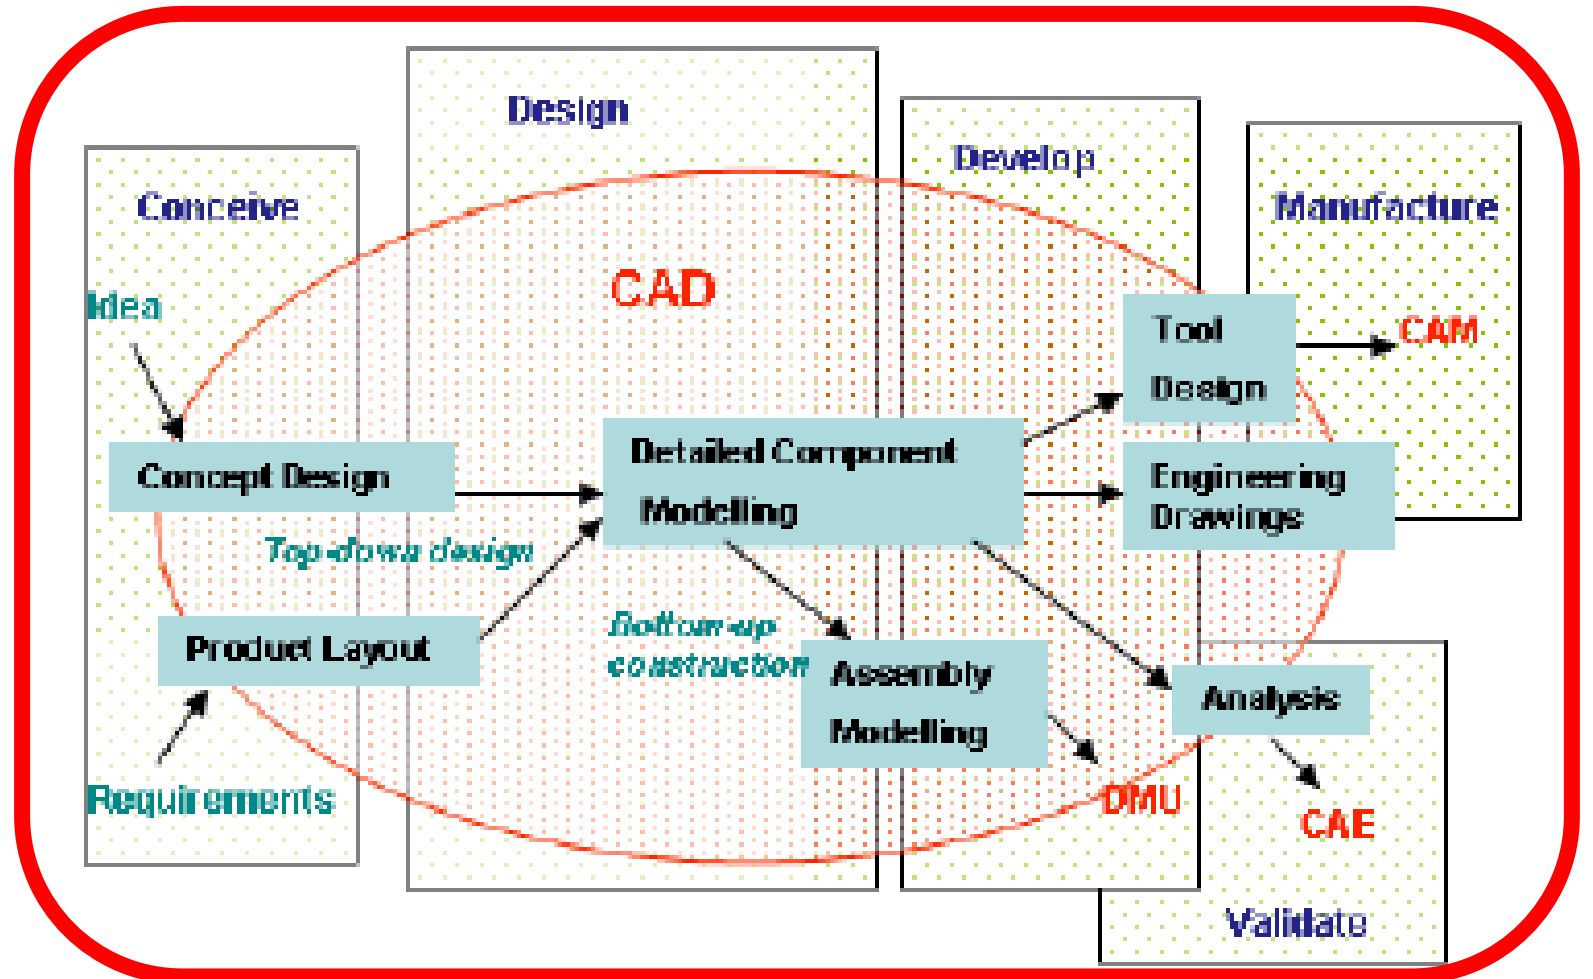 Design
Develop
Conceive
Manufacture
CAD
Idea
Tool
Design
CAM
Concept Design
Detailed Component
Modelling
Engineering
Drawings
Top-down design
Product Layout
Bottom-up
construction
Assembly
Modelling
Analysis
Requirements
DMU
CAE
Validate